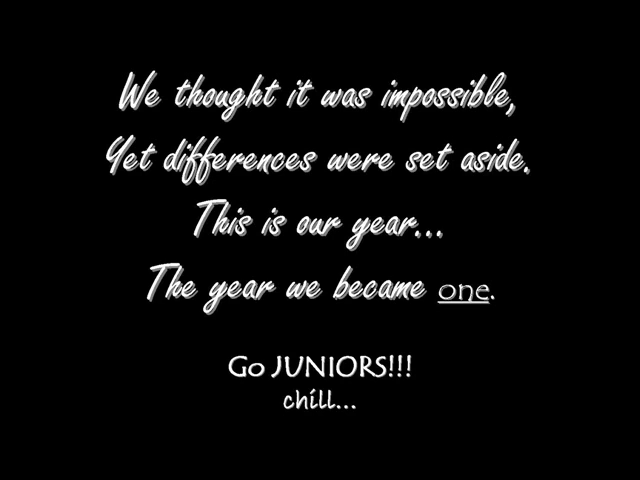 We thought it was impossible,
Yet differences were set aside.
This is our year...
The year we became one.
Go JUNIORS!!!
chill...